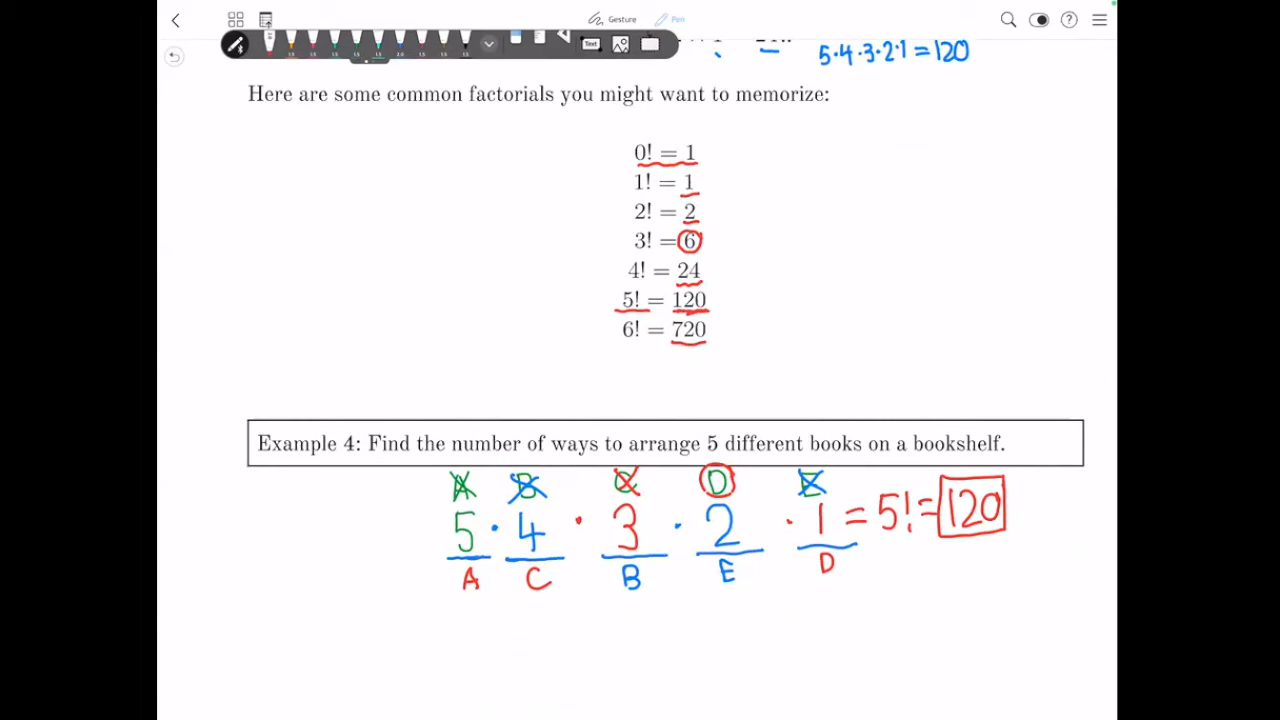 Gesture Pen
Text
5·4·3·2·1=120
Here are some common factorials you might want to memorize:
0! = 1
1! = 1
2! = 2
3! = 6
4! = 24
5! = 120
6! = 720
Example 4: Find the number of ways to arrange 5 different books on a bookshelf.
A B C D E
5 · 4 · 3 · 2 · 1 = 5! = 120
A C B E D